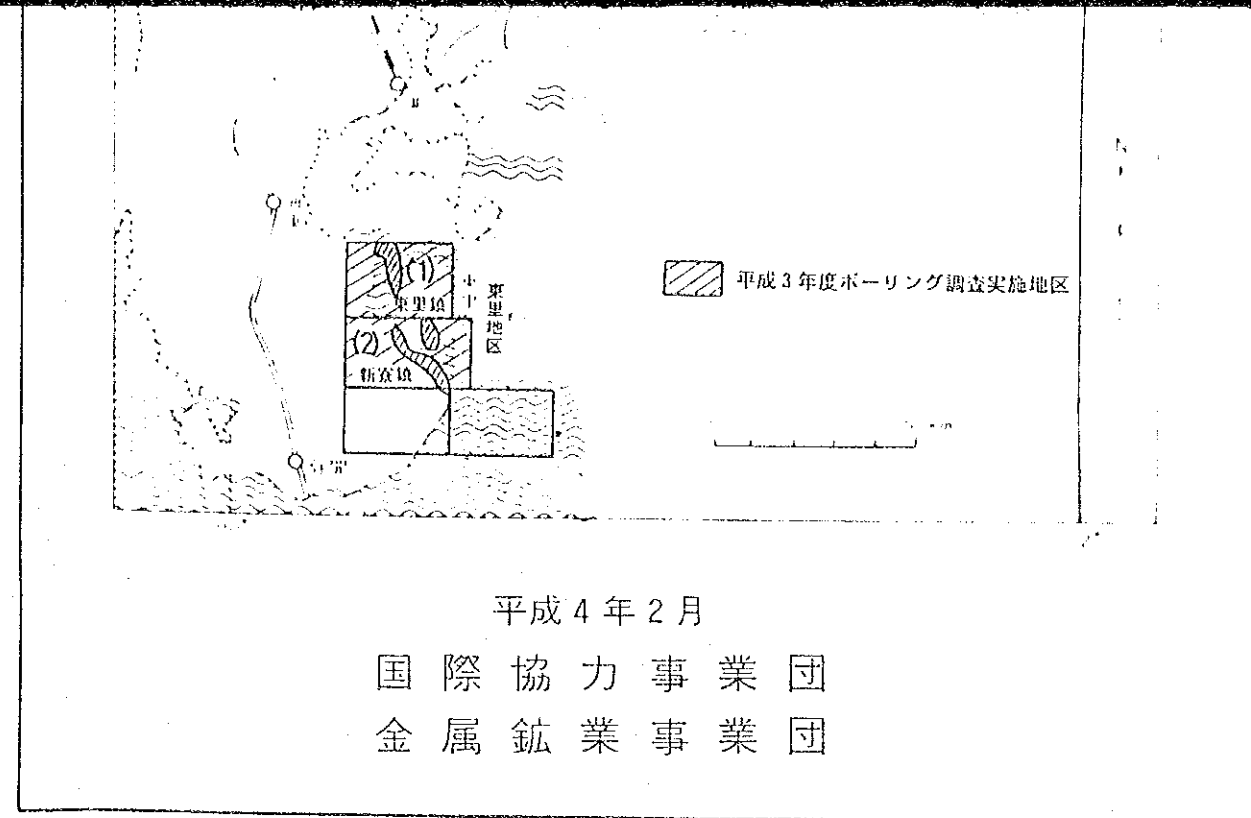 (1)
東里鎮
東里地区
(2)
新寮鎮
平成3年度ボーリング調査実施地区
平成4年2月
国際協力事業団
金属鉱業事業団